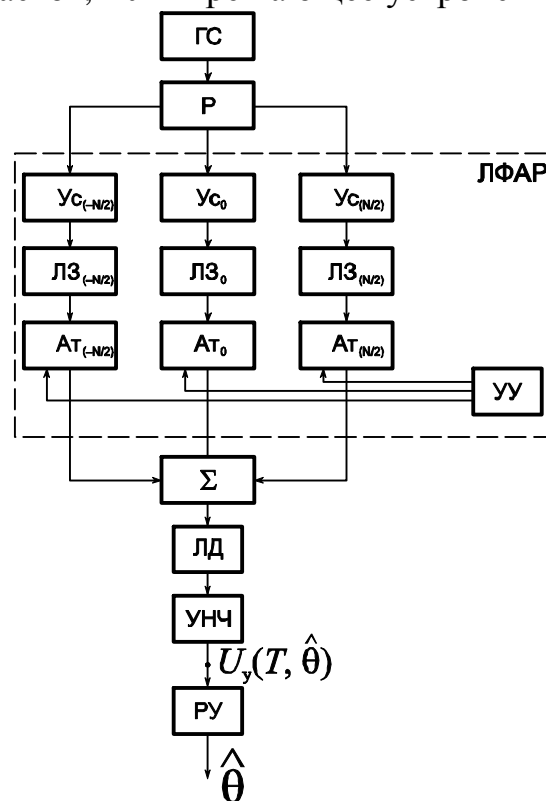 ГС
Р
ЛФАР
Ус(–N/2) Ус0 Ус(N/2)
ЛЗ(–N/2) ЛЗ0 ЛЗ(N/2)
Ат(–N/2) Ат0 Ат(N/2)
УУ
Σ
ЛД
УНЧ
Uу(T, θ̂)
РУ
θ̂